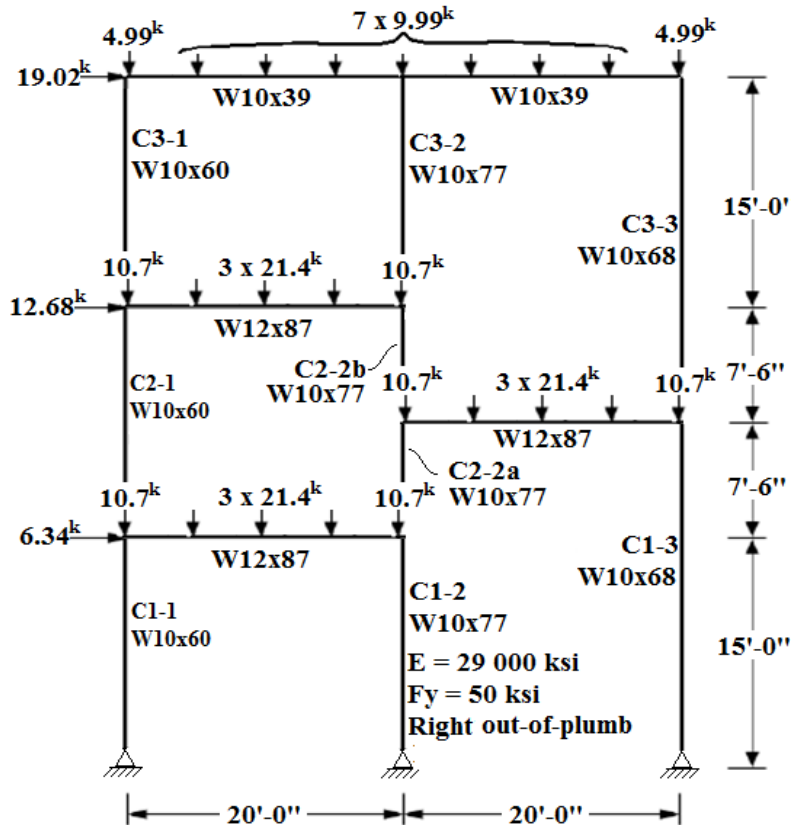 7 x 9.99ᵏ
4.99ᵏ
4.99ᵏ
19.02ᵏ
W10x39
W10x39
C3-1
W10x60
C3-2
W10x77
C3-3
W10x68
15'-0'
10.7ᵏ
3 x 21.4ᵏ
10.7ᵏ
12.68ᵏ
W12x87
C2-2b
W10x77
7'-6''
C2-1
W10x60
10.7ᵏ
3 x 21.4ᵏ
10.7ᵏ
W12x87
C2-2a
W10x77
7'-6''
10.7ᵏ
3 x 21.4ᵏ
10.7ᵏ
6.34ᵏ
W12x87
C1-3
W10x68
C1-1
W10x60
C1-2
W10x77
15'-0''
E = 29 000 ksi
Fy = 50 ksi
Right out-of-plumb
20'-0''
20'-0''